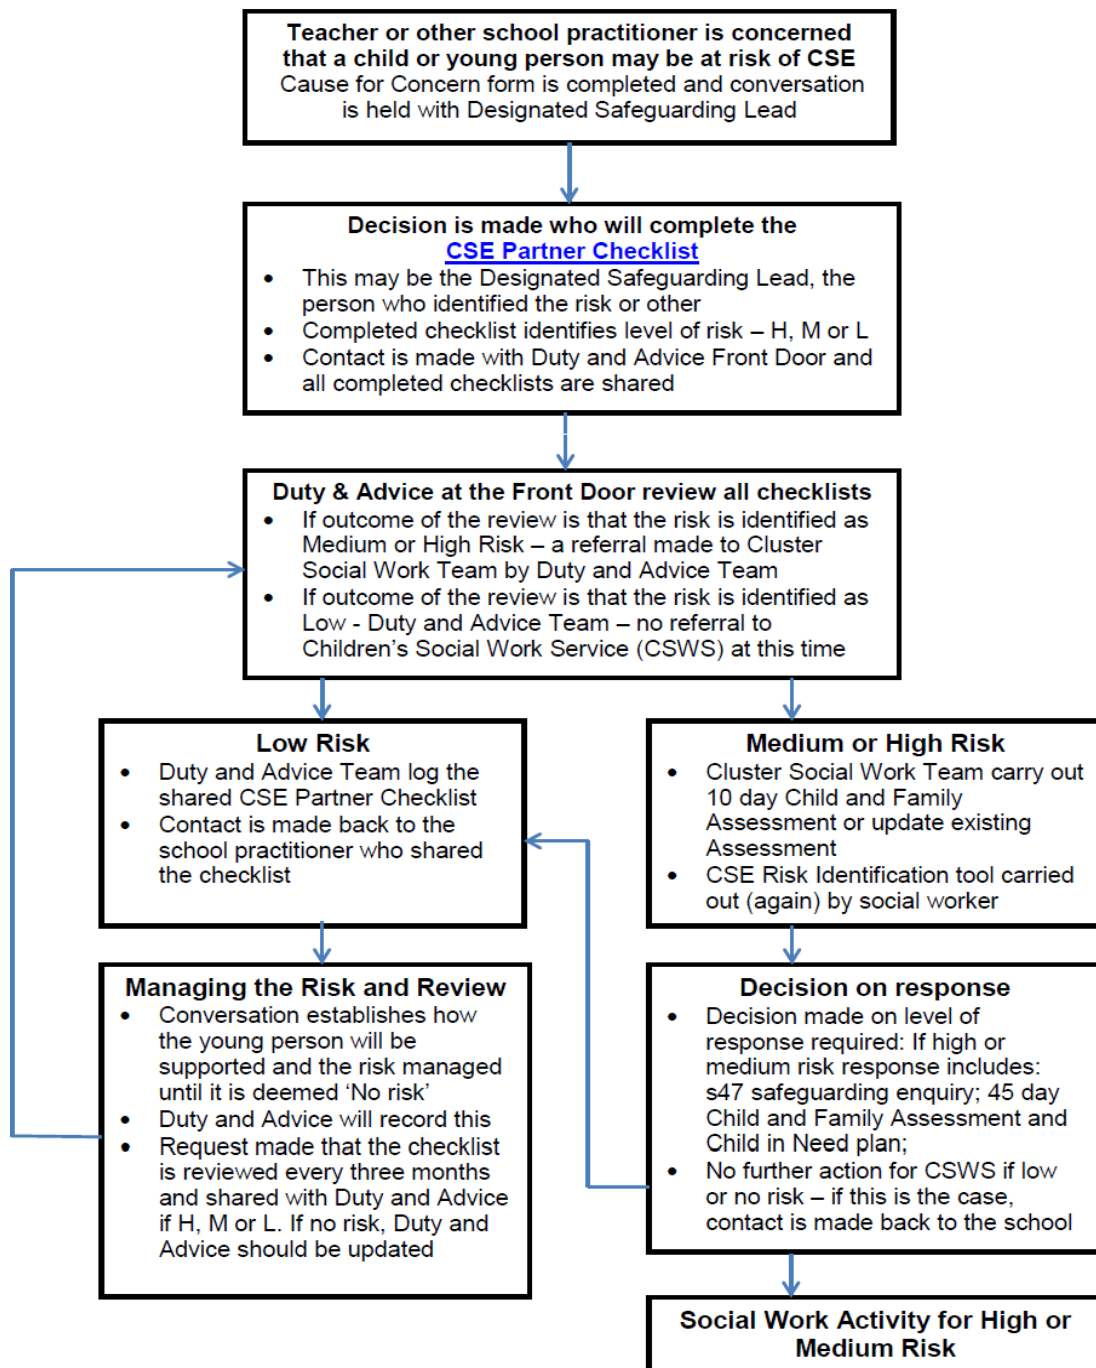 Teacher or other school practitioner is concerned
that a child or young person may be at risk of CSE
Cause for Concern form is completed and conversation
is held with Designated Safeguarding Lead
Decision is made who will complete the
CSE Partner Checklist
• This may be the Designated Safeguarding Lead, the
person who identified the risk or other
• Completed checklist identifies level of risk – H, M or L
• Contact is made with Duty and Advice Front Door and
all completed checklists are shared
Duty & Advice at the Front Door review all checklists
• If outcome of the review is that the risk is identified as
Medium or High Risk – a referral made to Cluster
Social Work Team by Duty and Advice Team
• If outcome of the review is that the risk is identified as
Low - Duty and Advice Team – no referral to
Children's Social Work Service (CSWS) at this time
Low Risk
• Duty and Advice Team log the
shared CSE Partner Checklist
• Contact is made back to the
school practitioner who shared
the checklist
Medium or High Risk
• Cluster Social Work Team carry out
10 day Child and Family
Assessment or update existing
Assessment
• CSE Risk Identification tool carried
out (again) by social worker
Managing the Risk and Review
• Conversation establishes how
the young person will be
supported and the risk managed
until it is deemed 'No risk'
• Duty and Advice will record this
• Request made that the checklist
is reviewed every three months
and shared with Duty and Advice
if H, M or L. If no risk, Duty and
Advice should be updated
Decision on response
• Decision made on level of
response required: If high or
medium risk response includes:
s47 safeguarding enquiry; 45 day
Child and Family Assessment and
Child in Need plan;
• No further action for CSWS if low
or no risk – if this is the case,
contact is made back to the school
Social Work Activity for High or
Medium Risk